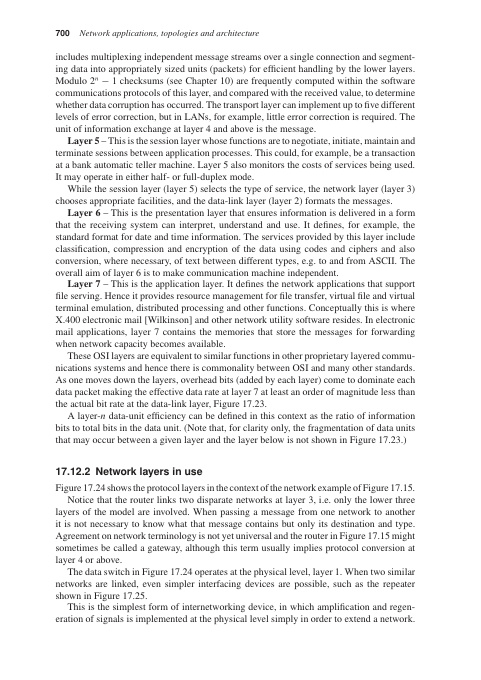 700 Network applications, topologies and architecture
includes multiplexing independent message streams over a single connection and segment-
ing data into appropriately sized units (packets) for efficient handling by the lower layers.
Modulo 2ⁿ − 1 checksums (see Chapter 10) are frequently computed within the software
communications protocols of this layer, and compared with the received value, to determine
whether data corruption has occurred. The transport layer can implement up to five different
levels of error correction, but in LANs, for example, little error correction is required. The
unit of information exchange at layer 4 and above is the message.
Layer 5 – This is the session layer whose functions are to negotiate, initiate, maintain and
terminate sessions between application processes. This could, for example, be a transaction
at a bank automatic teller machine. Layer 5 also monitors the costs of services being used.
It may operate in either half- or full-duplex mode.
While the session layer (layer 5) selects the type of service, the network layer (layer 3)
chooses appropriate facilities, and the data-link layer (layer 2) formats the messages.
Layer 6 – This is the presentation layer that ensures information is delivered in a form
that the receiving system can interpret, understand and use. It defines, for example, the
standard format for date and time information. The services provided by this layer include
classification, compression and encryption of the data using codes and ciphers and also
conversion, where necessary, of text between different types, e.g. to and from ASCII. The
overall aim of layer 6 is to make communication machine independent.
Layer 7 – This is the application layer. It defines the network applications that support
file serving. Hence it provides resource management for file transfer, virtual file and virtual
terminal emulation, distributed processing and other functions. Conceptually this is where
X.400 electronic mail [Wilkinson] and other network utility software resides. In electronic
mail applications, layer 7 contains the memories that store the messages for forwarding
when network capacity becomes available.
These OSI layers are equivalent to similar functions in other proprietary layered commu-
nications systems and hence there is commonality between OSI and many other standards.
As one moves down the layers, overhead bits (added by each layer) come to dominate each
data packet making the effective data rate at layer 7 at least an order of magnitude less than
the actual bit rate at the data-link layer, Figure 17.23.
A layer-n data-unit efficiency can be defined in this context as the ratio of information
bits to total bits in the data unit. (Note that, for clarity only, the fragmentation of data units
that may occur between a given layer and the layer below is not shown in Figure 17.23.)
17.12.2 Network layers in use
Figure 17.24 shows the protocol layers in the context of the network example of Figure 17.15.
Notice that the router links two disparate networks at layer 3, i.e. only the lower three
layers of the model are involved. When passing a message from one network to another
it is not necessary to know what that message contains but only its destination and type.
Agreement on network terminology is not yet universal and the router in Figure 17.15 might
sometimes be called a gateway, although this term usually implies protocol conversion at
layer 4 or above.
The data switch in Figure 17.24 operates at the physical level, layer 1. When two similar
networks are linked, even simpler interfacing devices are possible, such as the repeater
shown in Figure 17.25.
This is the simplest form of internetworking device, in which amplification and regen-
eration of signals is implemented at the physical level simply in order to extend a network.